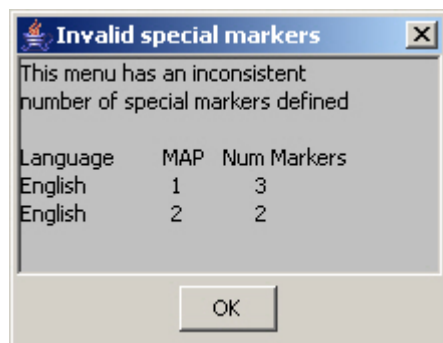 Invalid special markers
This menu has an inconsistent
number of special markers defined
Language MAP Num Markers
English 1 3
English 2 2
OK